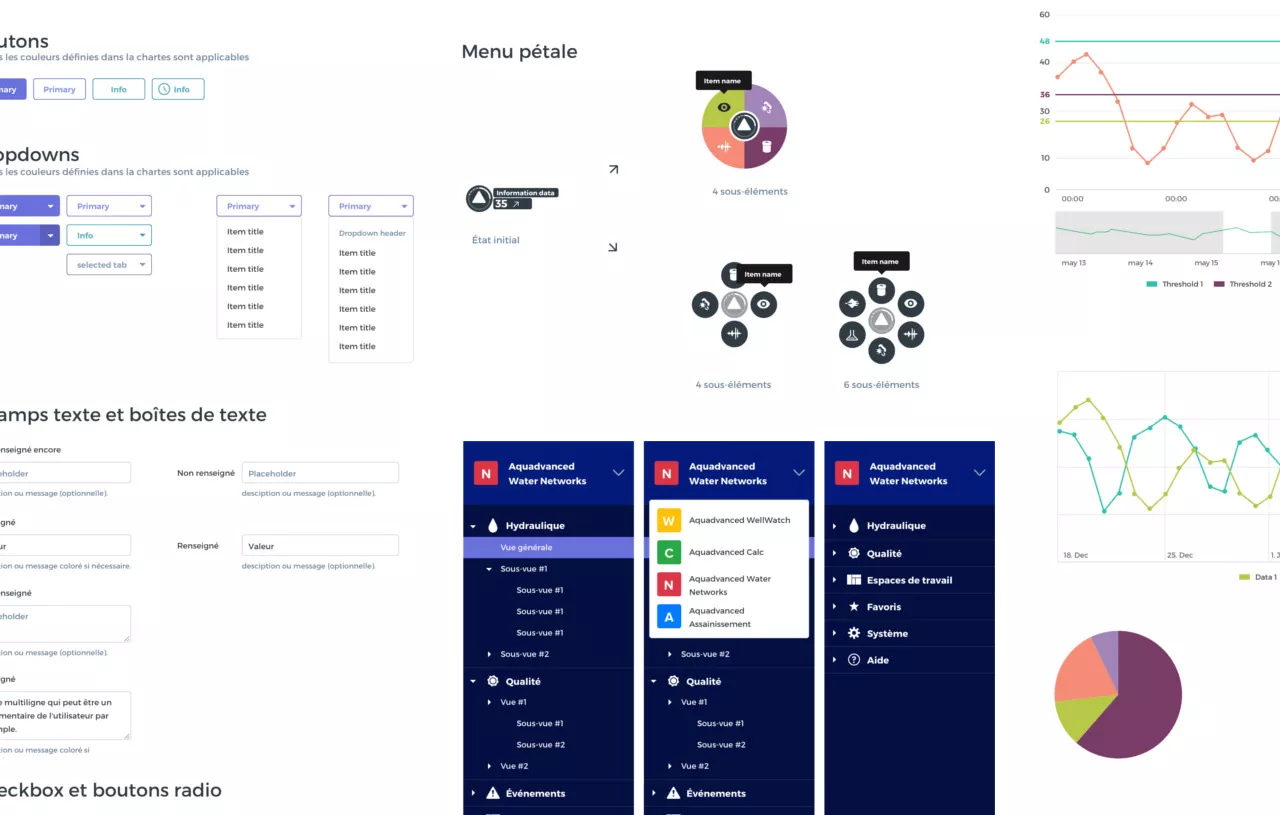 utons
s les couleurs définies dans la chartes sont applicables
nary
Primary
Info
Info
opdowns
s les couleurs définies dans la chartes sont applicables
nary
Primary
nary
Info
selected tab
Primary
Item title
Item title
Item title
Item title
Item title
Item title
Primary
Dropdown header
Item title
Item title
Item title
Item title
Item title
Item title
amps texte et boîtes de texte
enseigné encore
eholder
ption ou message (optionnelle).
Non renseigné
Placeholder
desciption ou message (optionnelle).
igné
ur
ption ou message coloré si nécessaire.
Renseigné
Valeur
desciption ou message (optionnelle).
enseigné
eholder
ption ou message (optionnelle).
igné
e multiligne qui peut être un
mentaire de l'utilisateur par
mple.
ption ou message coloré si
eckbox et boutons radio
Menu pétale
Information data
35
État initial
Item name
4 sous-éléments
Item name
4 sous-éléments
Item name
6 sous-éléments
N
Aquadvanced
Water Networks
Hydraulique
Vue générale
Sous-vue #1
Sous-vue #1
Sous-vue #1
Sous-vue #1
Sous-vue #2
Qualité
Vue #1
Sous-vue #1
Sous-vue #2
Vue #2
Événements
N
Aquadvanced
Water Networks
W
Aquadvanced WellWatch
C
Aquadvanced Calc
N
Aquadvanced Water
Networks
A
Aquadvanced
Assainissement
Sous-vue #2
Qualité
Vue #1
Sous-vue #1
Sous-vue #2
Vue #2
Événements
N
Aquadvanced
Water Networks
Hydraulique
Qualité
Espaces de travail
Favoris
Système
Aide
60
48
40
36
30
26
10
0
00:00
00:00
00:
may 13
may 14
may 15
may 1
Threshold 1
Threshold 2
18. Dec
25. Dec
1. J
Data 1